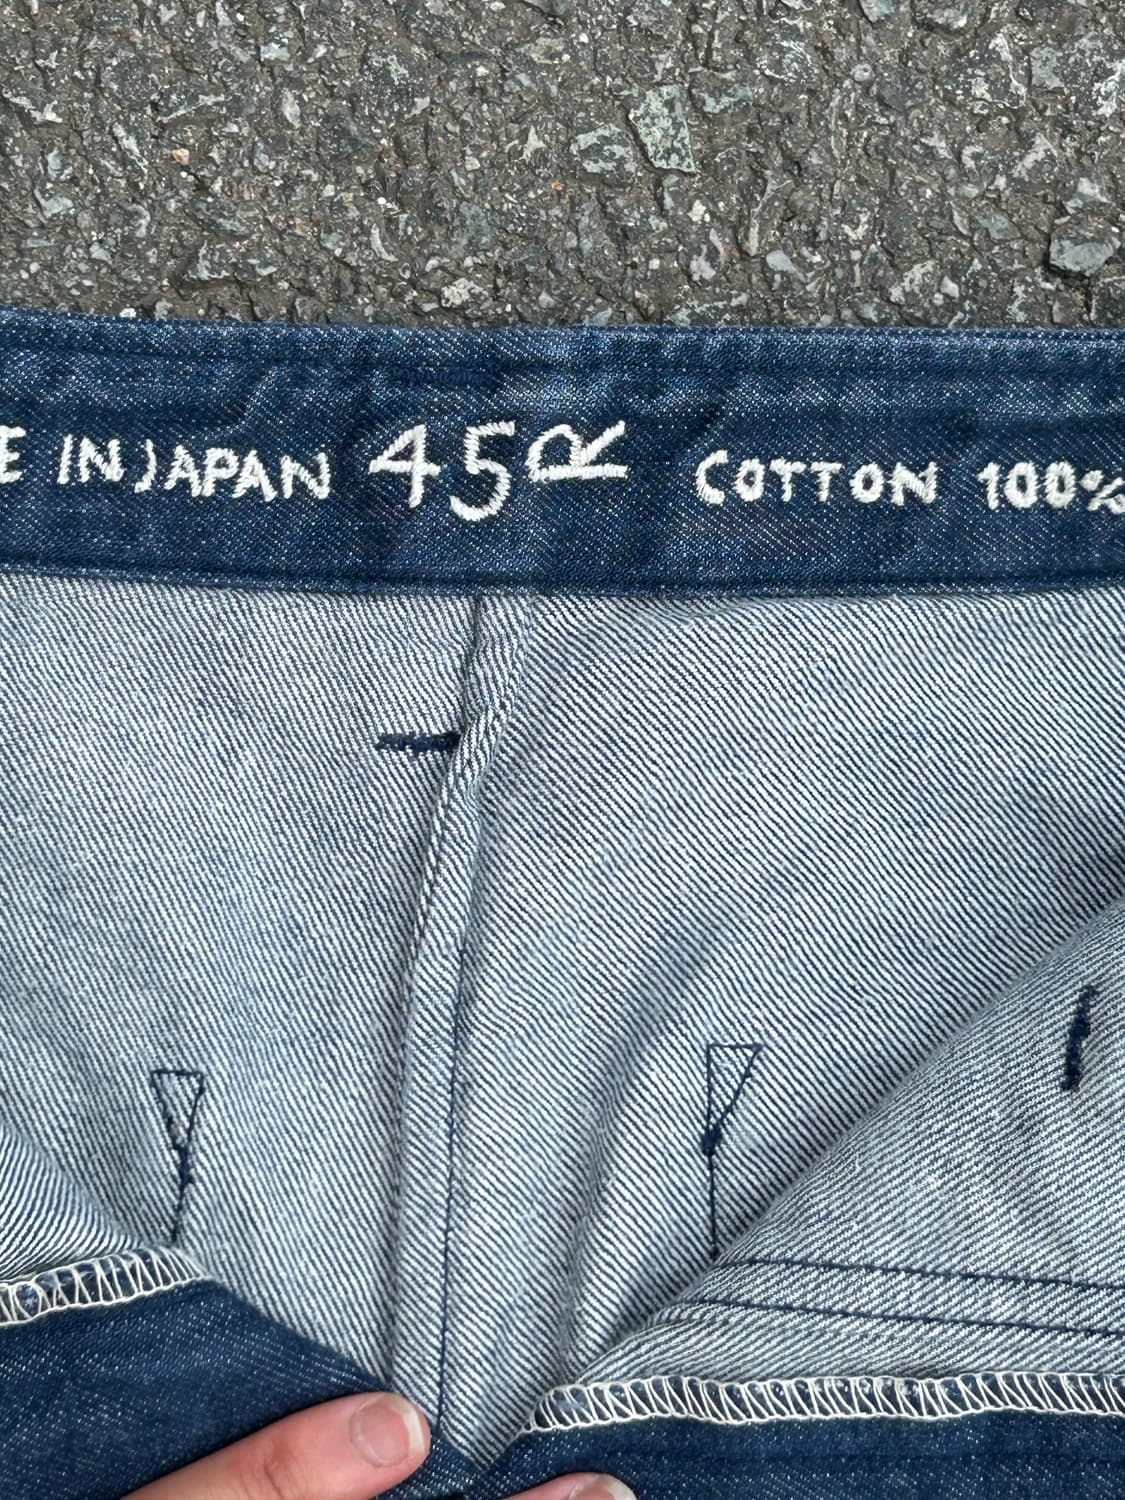 E IN JAPAN 45R COTTON 100%